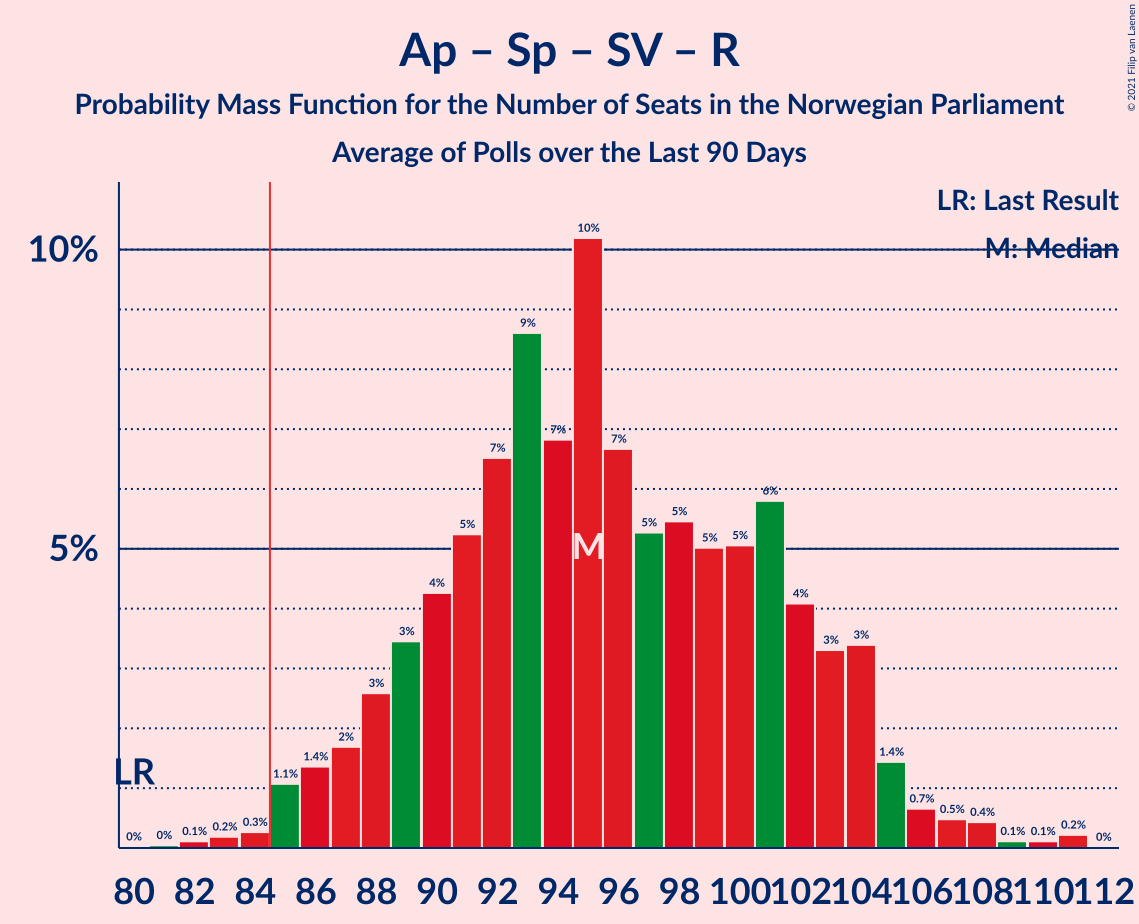 Ap – Sp – SV – R
Probability Mass Function for the Number of Seats in the Norwegian Parliament
Average of Polls over the Last 90 Days
© 2021 Filip van Laenen
LR: Last Result
M: Median
10%
5%
LR
M
0% 0% 0.1% 0.2% 0.3% 1.1% 1.4% 2% 3% 3% 4% 5% 7% 9% 7% 10% 7% 5% 5% 5% 5% 6% 4% 3% 3% 1.4% 0.7% 0.5% 0.4% 0.1% 0.1% 0.2% 0%
80 82 84 86 88 90 92 94 96 98 100 102 104 106 108 110 112